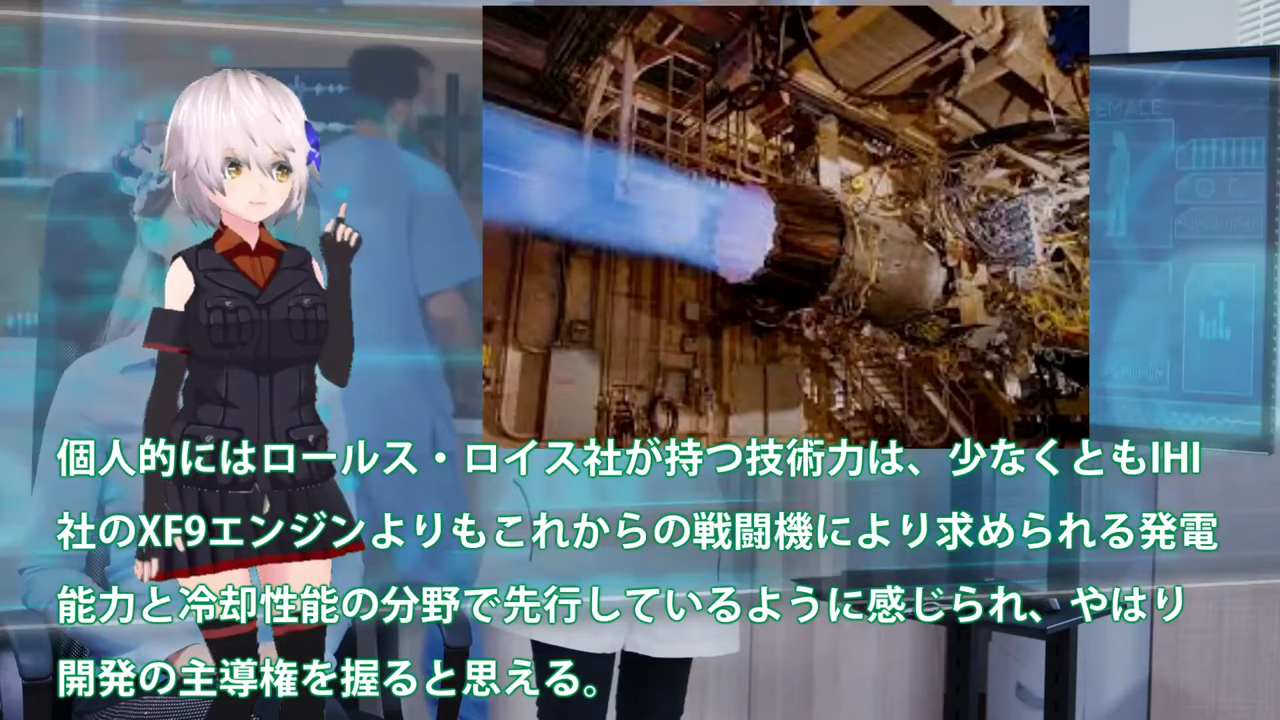 FEMALE
個人的にはロールス・ロイス社が持つ技術力は、少なくともIHI
社のXF9エンジンよりもこれからの戦闘機により求められる発電
能力と冷却性能の分野で先行しているように感じられ、やはり
開発の主導権を握ると思える。